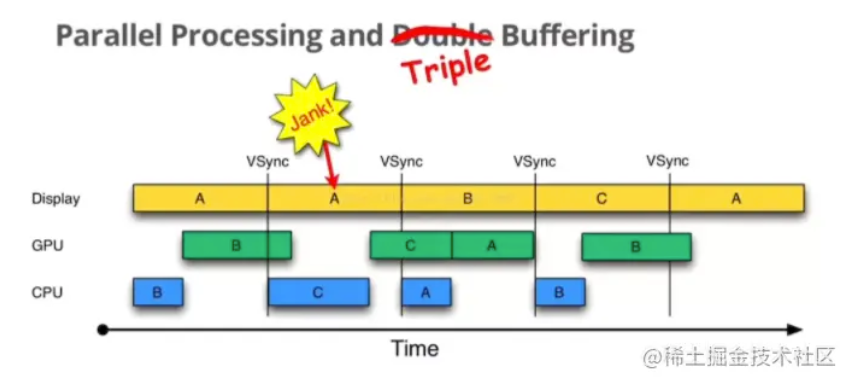 Parallel Processing and Double Buffering
Triple
Jank!
VSync VSync VSync VSync
Display A A B C A
GPU B C A B
CPU B C A B
Time
@稀土掘金技术社区